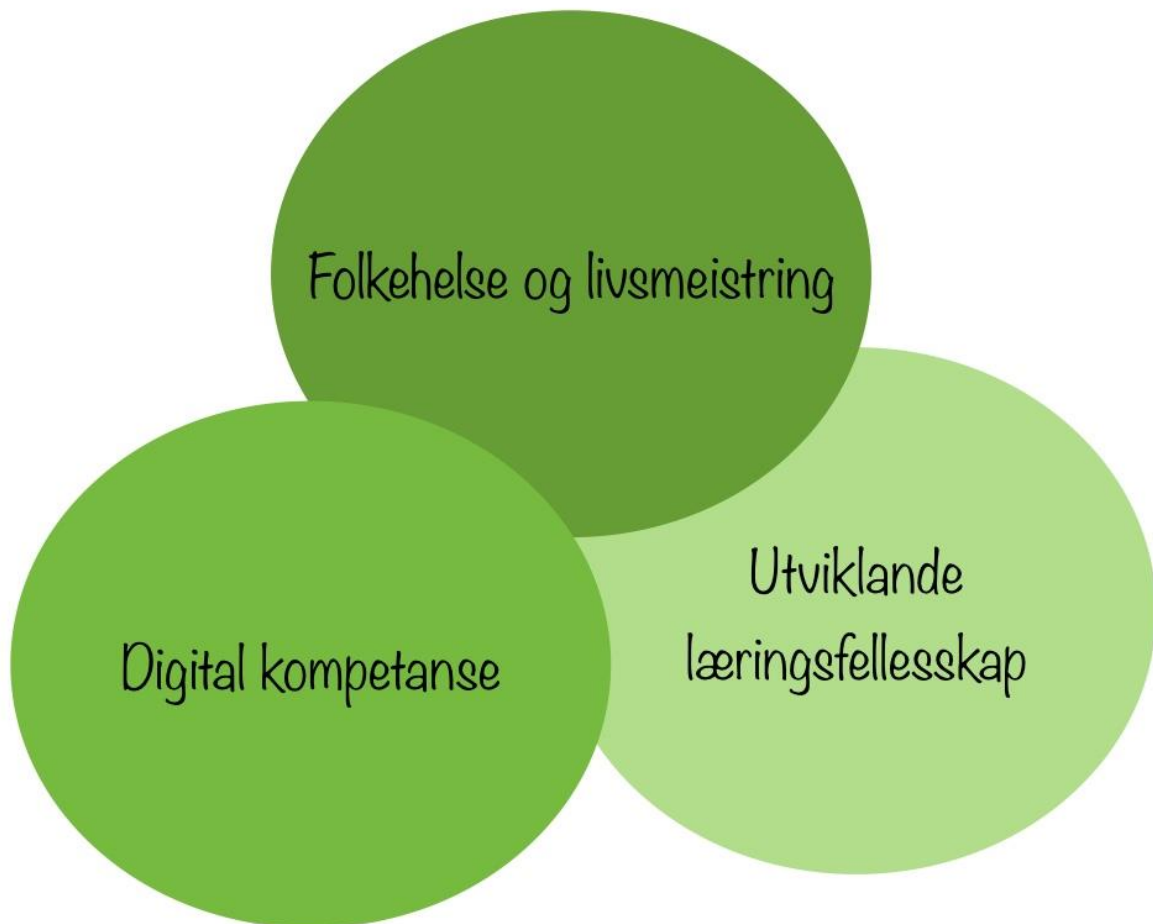 Folkehelse og livsmeistring
Utviklande
læringsfellesskap
Digital kompetanse